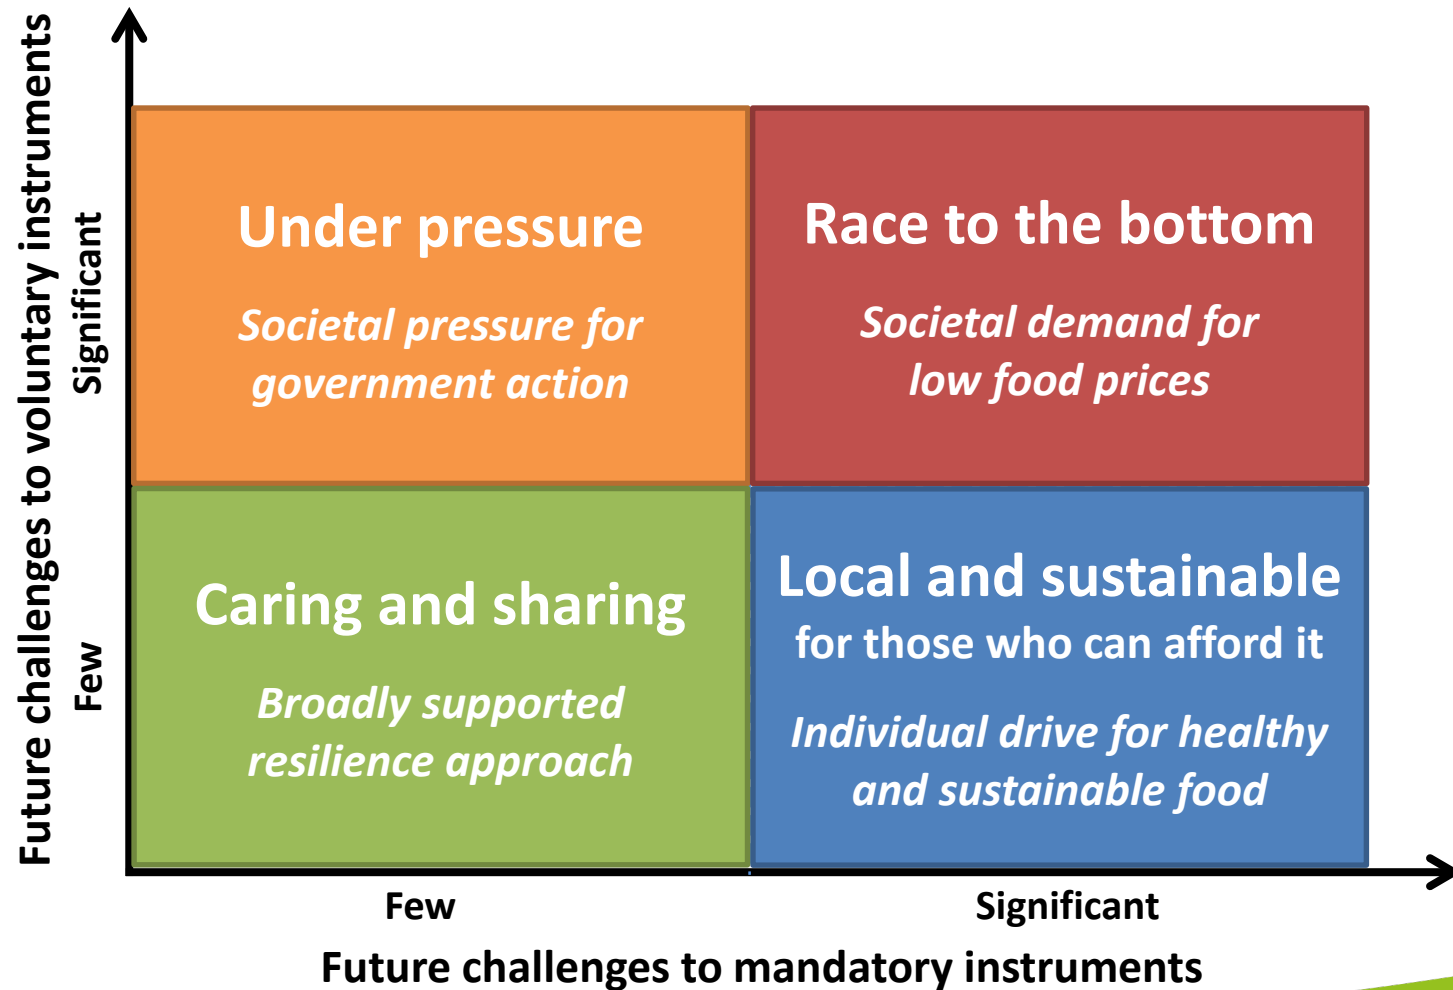 Future challenges to voluntary instruments
Significant
Few
Under pressure
Societal pressure for
government action
Race to the bottom
Societal demand for
low food prices
Caring and sharing
Broadly supported
resilience approach
Local and sustainable
for those who can afford it
Individual drive for healthy
and sustainable food
Few
Significant
Future challenges to mandatory instruments